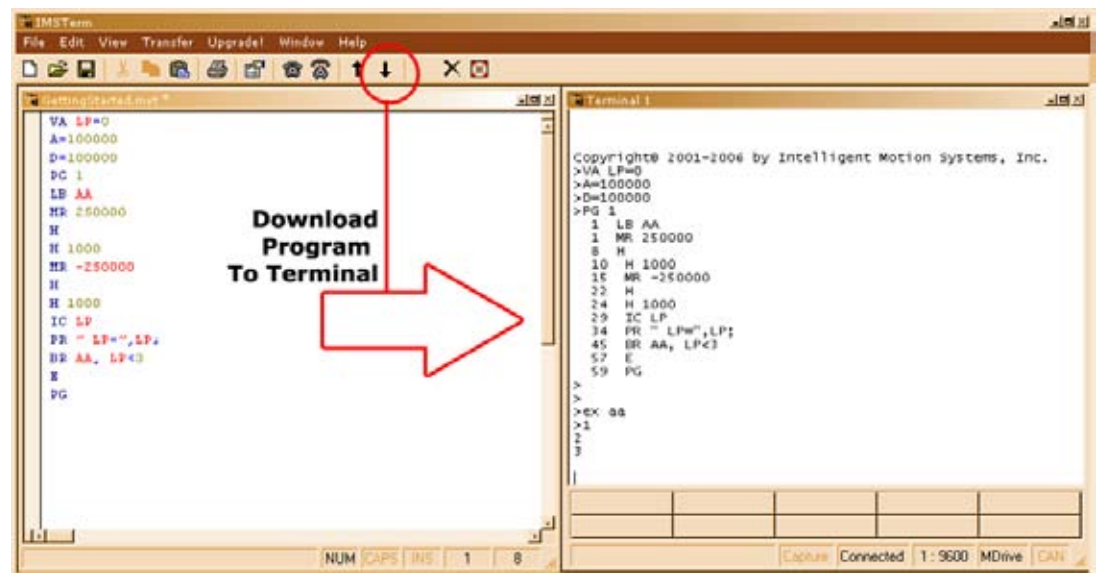 IMSTerm
File Edit View Transfer Upgrade! Window Help
GettingStarted.mxt *
VA LP=0
A=100000
D=100000
PG 1
LB AA
MR 250000
H
H 1000
MR -250000
H
H 1000
IC LP
PR " LP=",LP;
BR AA, LP<3
E
PG
Download
Program
To Terminal
NUM CAPS INS 1 8
Terminal 1
Copyright® 2001-2006 by Intelligent Motion Systems, Inc.
>VA LP=0
>A=100000
>D=100000
>PG 1
1 LB AA
1 MR 250000
8 H
10 H 1000
15 MR -250000
22 H
24 H 1000
29 IC LP
34 PR " LP=",LP;
45 BR AA, LP<3
57 E
59 PG
>
>
>ex aa
>1
2
3
Capture Connected 1 : 9600 MDrive CAN